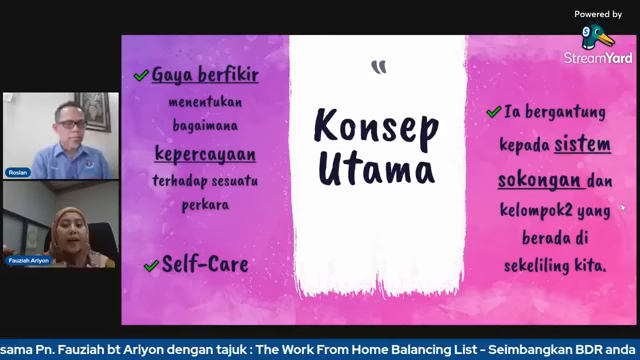 Powered by
StreamYard
Gaya berfikir
menentukan
bagaimana
kepercayaan
terhadap sesuatu
perkara
Self-Care
“
Konsep
Utama
Ia bergantung
kepada sistem
sokongan dan
kelompok2 yang
berada di
sekeliling kita.
Roslan
Fauziah Ariyon
sama Pn. Fauziah bt Ariyon dengan tajuk : The Work From Home Balancing List - Seimbangkan BDR anda